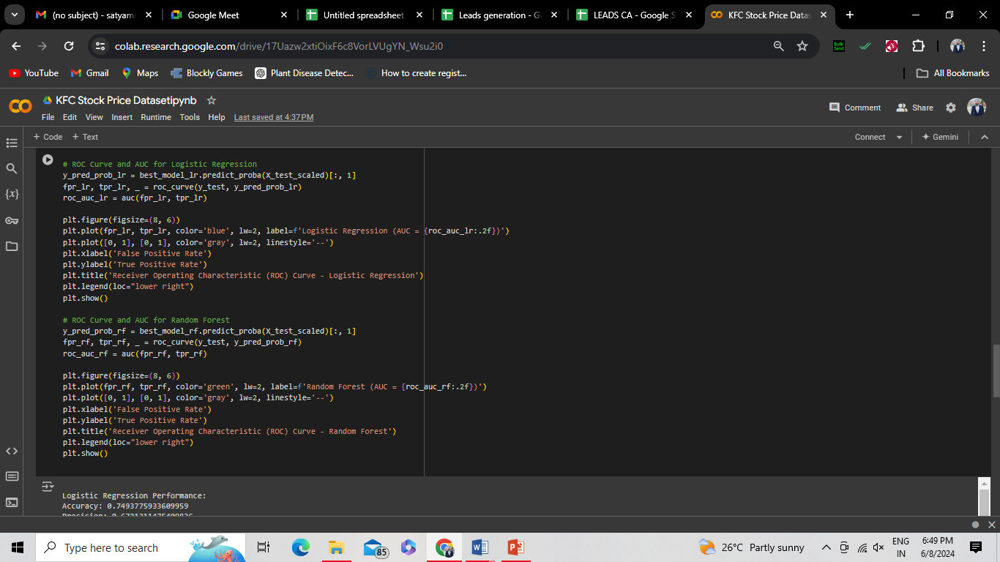 (no subject) - satyam
Google Meet
Untitled spreadsheet
Leads generation - G
LEADS CA - Google S
KFC Stock Price Datas
colab.research.google.com/drive/17Uazw2xtiOixF6c8VorLVUgYN_Wsu2i0
Bulk Send
YouTube
Gmail
Maps
Blockly Games
Plant Disease Detec...
How to create regist...
All Bookmarks
KFC Stock Price Datasetipynb
File Edit View Insert Runtime Tools Help Last saved at 4:37 PM
Comment
Share
+ Code + Text
Connect
Gemini
# ROC Curve and AUC for Logistic Regression
y_pred_prob_lr = best_model_lr.predict_proba(X_test_scaled)[:, 1]
fpr_lr, tpr_lr, _ = roc_curve(y_test, y_pred_prob_lr)
roc_auc_lr = auc(fpr_lr, tpr_lr)
plt.figure(figsize=(8, 6))
plt.plot(fpr_lr, tpr_lr, color='blue', lw=2, label=f'Logistic Regression (AUC = {roc_auc_lr:.2f})')
plt.plot([0, 1], [0, 1], color='gray', lw=2, linestyle='--')
plt.xlabel('False Positive Rate')
plt.ylabel('True Positive Rate')
plt.title('Receiver Operating Characteristic (ROC) Curve - Logistic Regression')
plt.legend(loc="lower right")
plt.show()
# ROC Curve and AUC for Random Forest
y_pred_prob_rf = best_model_rf.predict_proba(X_test_scaled)[:, 1]
fpr_rf, tpr_rf, _ = roc_curve(y_test, y_pred_prob_rf)
roc_auc_rf = auc(fpr_rf, tpr_rf)
plt.figure(figsize=(8, 6))
plt.plot(fpr_rf, tpr_rf, color='green', lw=2, label=f'Random Forest (AUC = {roc_auc_rf:.2f})')
plt.plot([0, 1], [0, 1], color='gray', lw=2, linestyle='--')
plt.xlabel('False Positive Rate')
plt.ylabel('True Positive Rate')
plt.title('Receiver Operating Characteristic (ROC) Curve - Random Forest')
plt.legend(loc="lower right")
plt.show()
Logistic Regression Performance:
Accuracy: 0.7493775933609959
Type here to search
85
26°C Partly sunny
ENG
IN
6:49 PM
6/8/2024